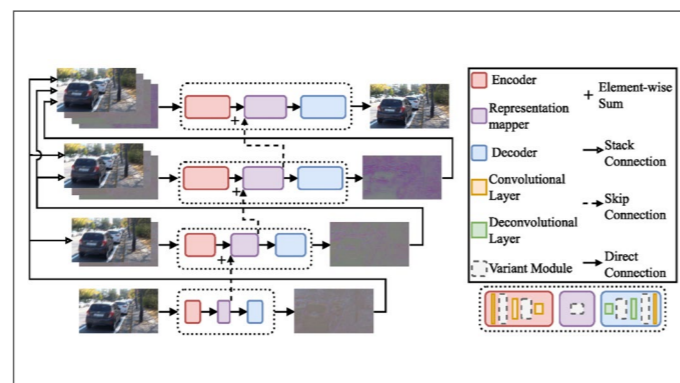 Encoder
Representation
mapper
Decoder
Convolutional
Layer
Deconvolutional
Layer
Variant Module
+ Element-wise
Sum
Stack
Connection
Skip
Connection
Direct
Connection
+
+
+